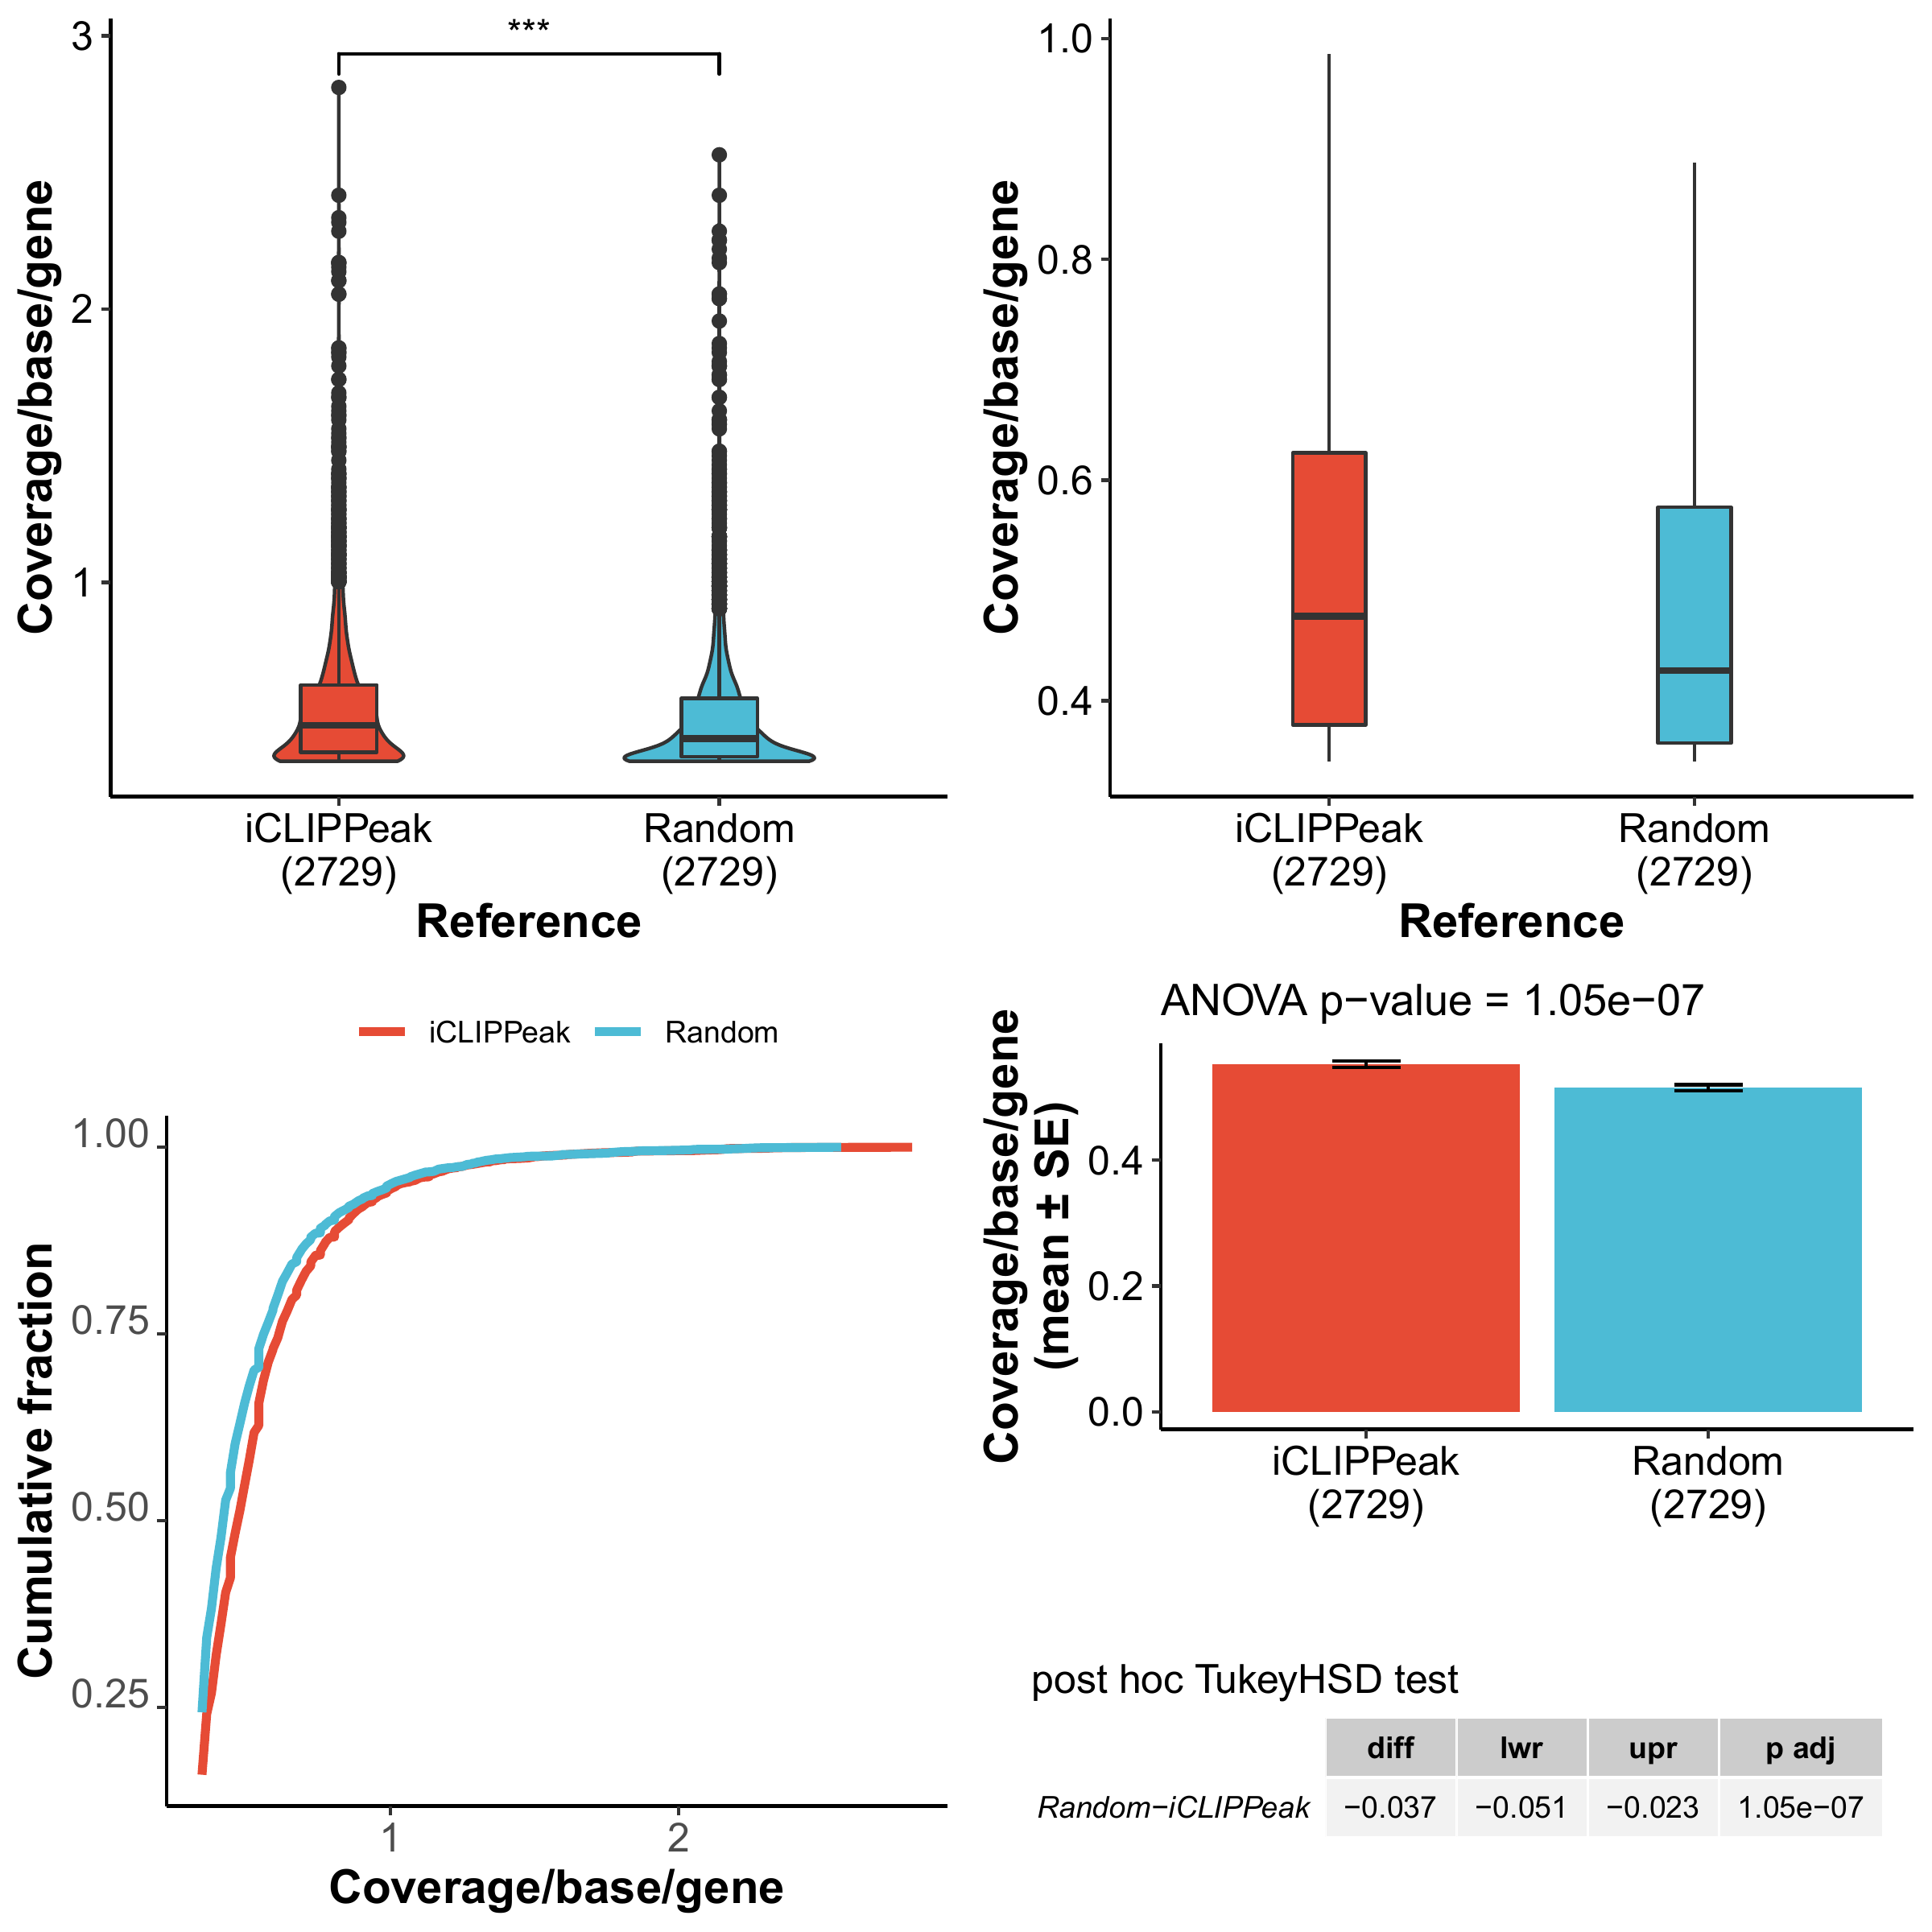 ***
Coverage/base/gene
3
2
1
iCLIPPeak
(2729)
Random
(2729)
Reference
Coverage/base/gene
1.0
0.8
0.6
0.4
iCLIPPeak
(2729)
Random
(2729)
Reference
iCLIPPeak
Random
Cumulative fraction
1.00
0.75
0.50
0.25
1
2
Coverage/base/gene
ANOVA p−value = 1.05e−07
Coverage/base/gene
(mean ± SE)
0.4
0.2
0.0
iCLIPPeak
(2729)
Random
(2729)
post hoc TukeyHSD test
diff lwr upr p adj
Random−iCLIPPeak −0.037 −0.051 −0.023 1.05e−07